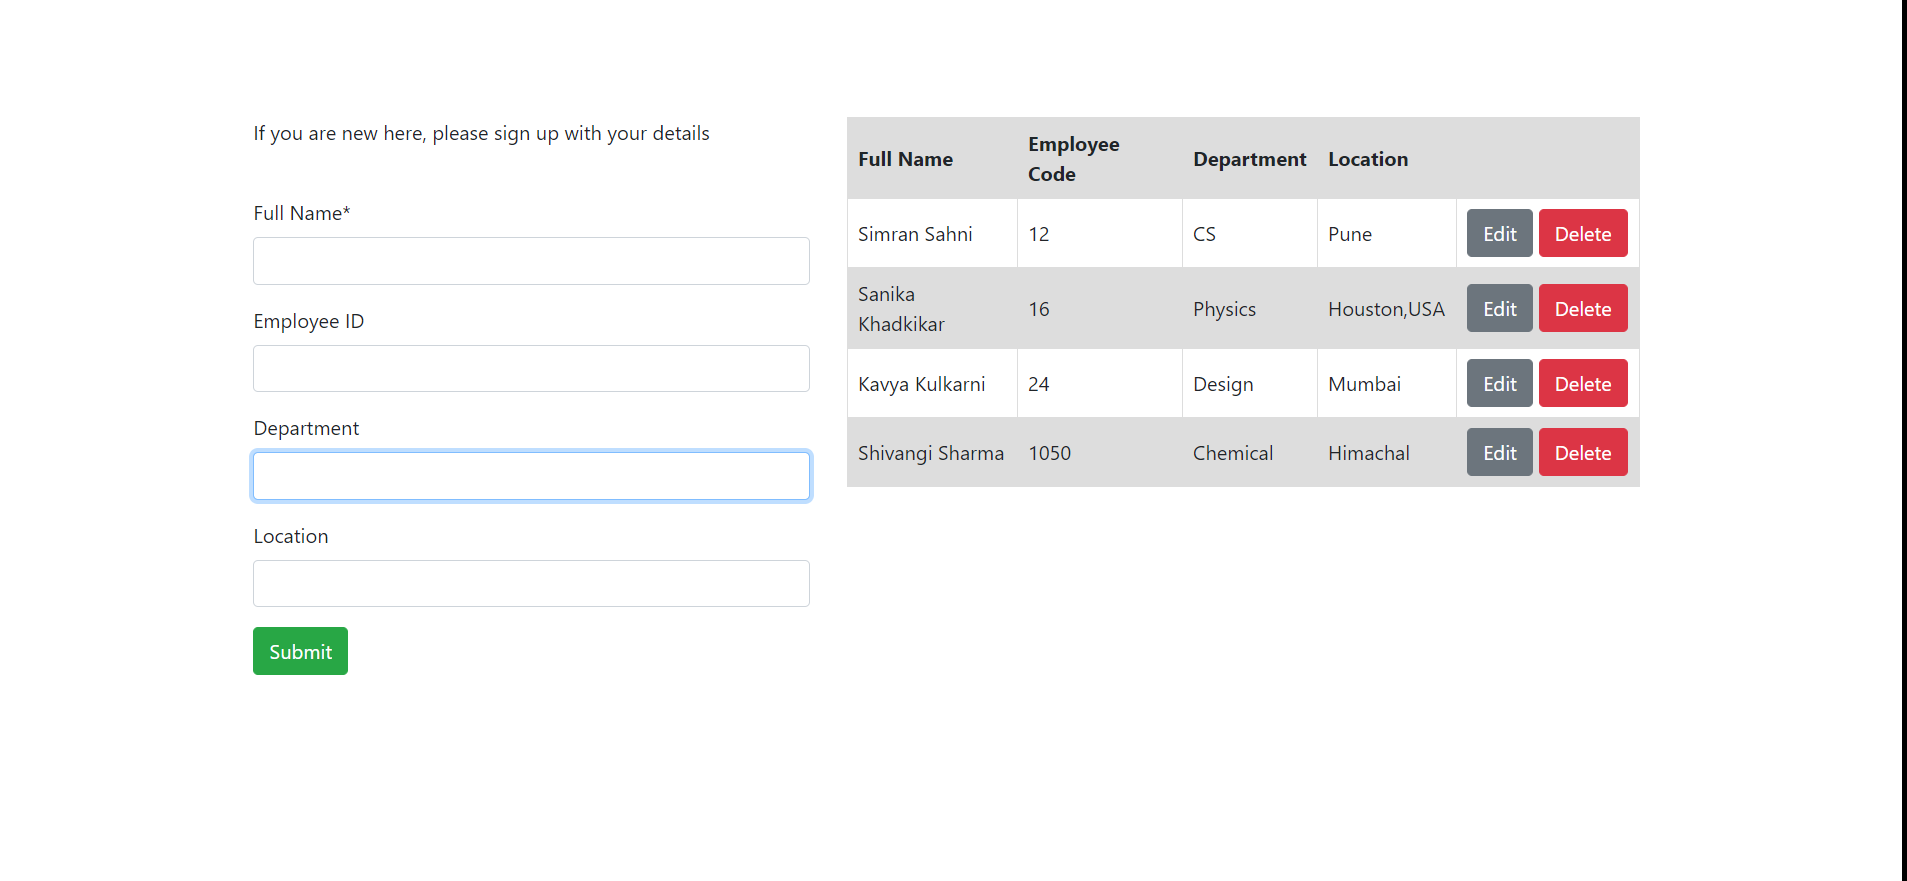 If you are new here, please sign up with your details
Full Name*
Employee ID
Department
Location
Submit
Full Name Employee Code Department Location
Simran Sahni 12 CS Pune Edit Delete
Sanika Khadkikar 16 Physics Houston,USA Edit Delete
Kavya Kulkarni 24 Design Mumbai Edit Delete
Shivangi Sharma 1050 Chemical Himachal Edit Delete